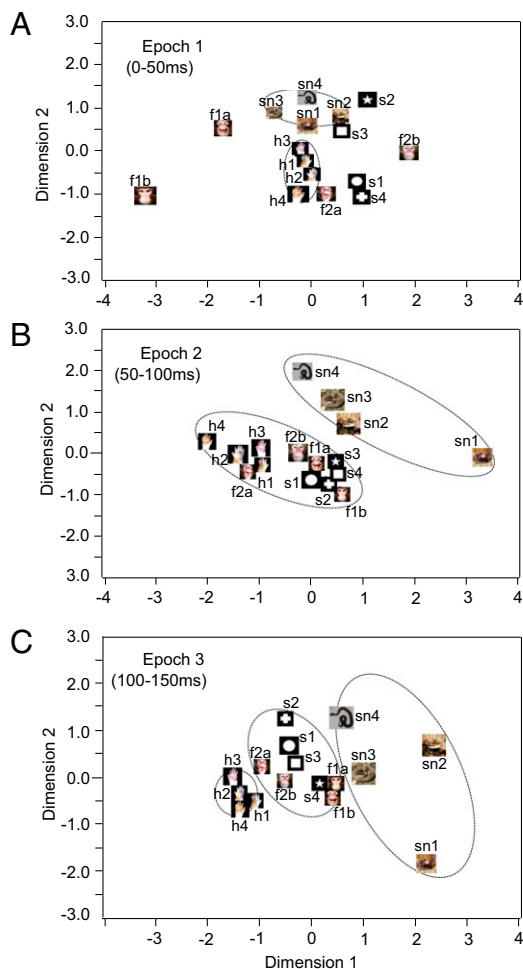 A
3.0
Epoch 1
(0-50ms)
2.0
sn4
s2
sn3
sn2
1.0
f1a
sn1
s3
h3
f2b
0.0
Dimension 2
h1
f1b
h2
s1
-1.0
h4
f2a
s4
-2.0
3.0
-4 -3 -2 -1 0 1 2 3 4
B
3.0
Epoch 2
(50-100ms)
2.0
sn4
sn3
1.0
sn2
h4
h3
f2b
f1a
s3
sn1
0.0
Dimension 2
h2
s4
f2a
h1
s1
-1.0
s2
f1b
-2.0
3.0
-4 -3 -2 -1 0 1 2 3 4
C
3.0
Epoch 3
(100-150ms)
2.0
s2
sn4
1.0
s1
sn2
h3
f2a
s3
sn3
f1a
0.0
Dimension 2
h2
f2b
s4
h4
h1
f1b
-1.0
sn1
-2.0
-3.0
-3 -2 -1 0 1 2 3 4
Dimension 1